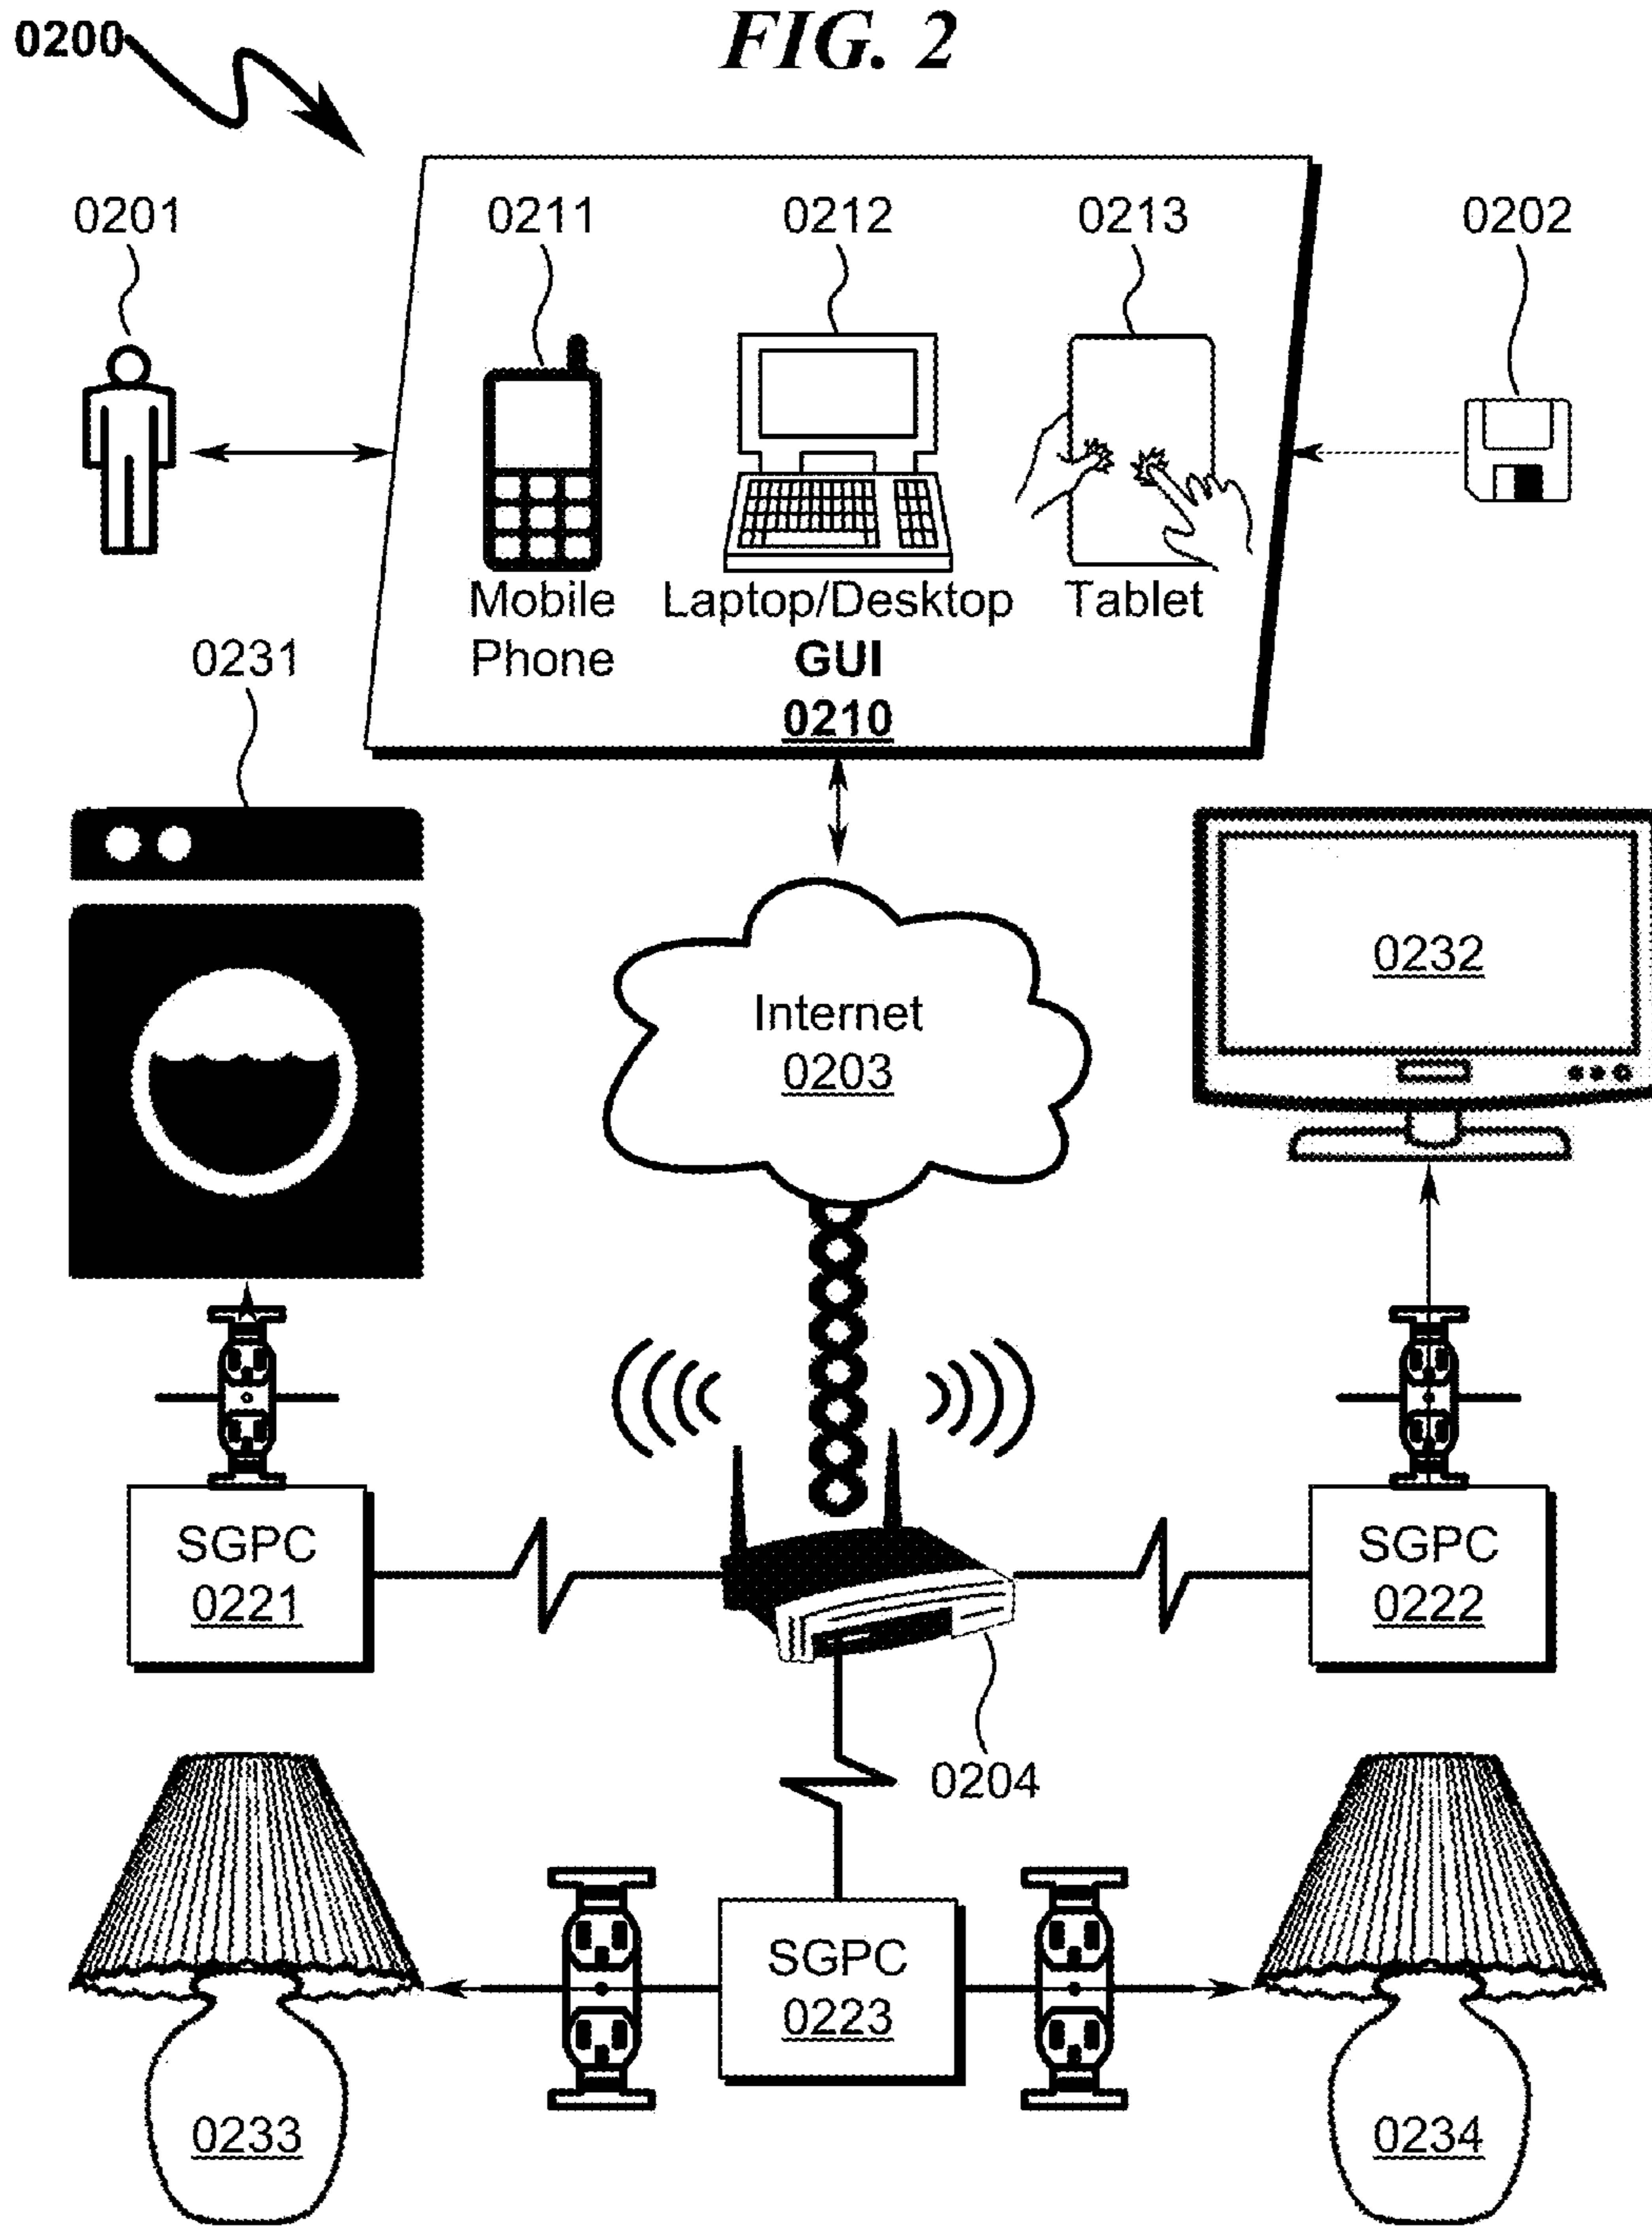 FIG. 2
0200
0201
0211
0212
0213
0202
Mobile
Phone
Laptop/Desktop
Tablet
GUI
0210
0231
0232
Internet
0203
SGPC
0221
SGPC
0222
0204
SGPC
0223
0233
0234